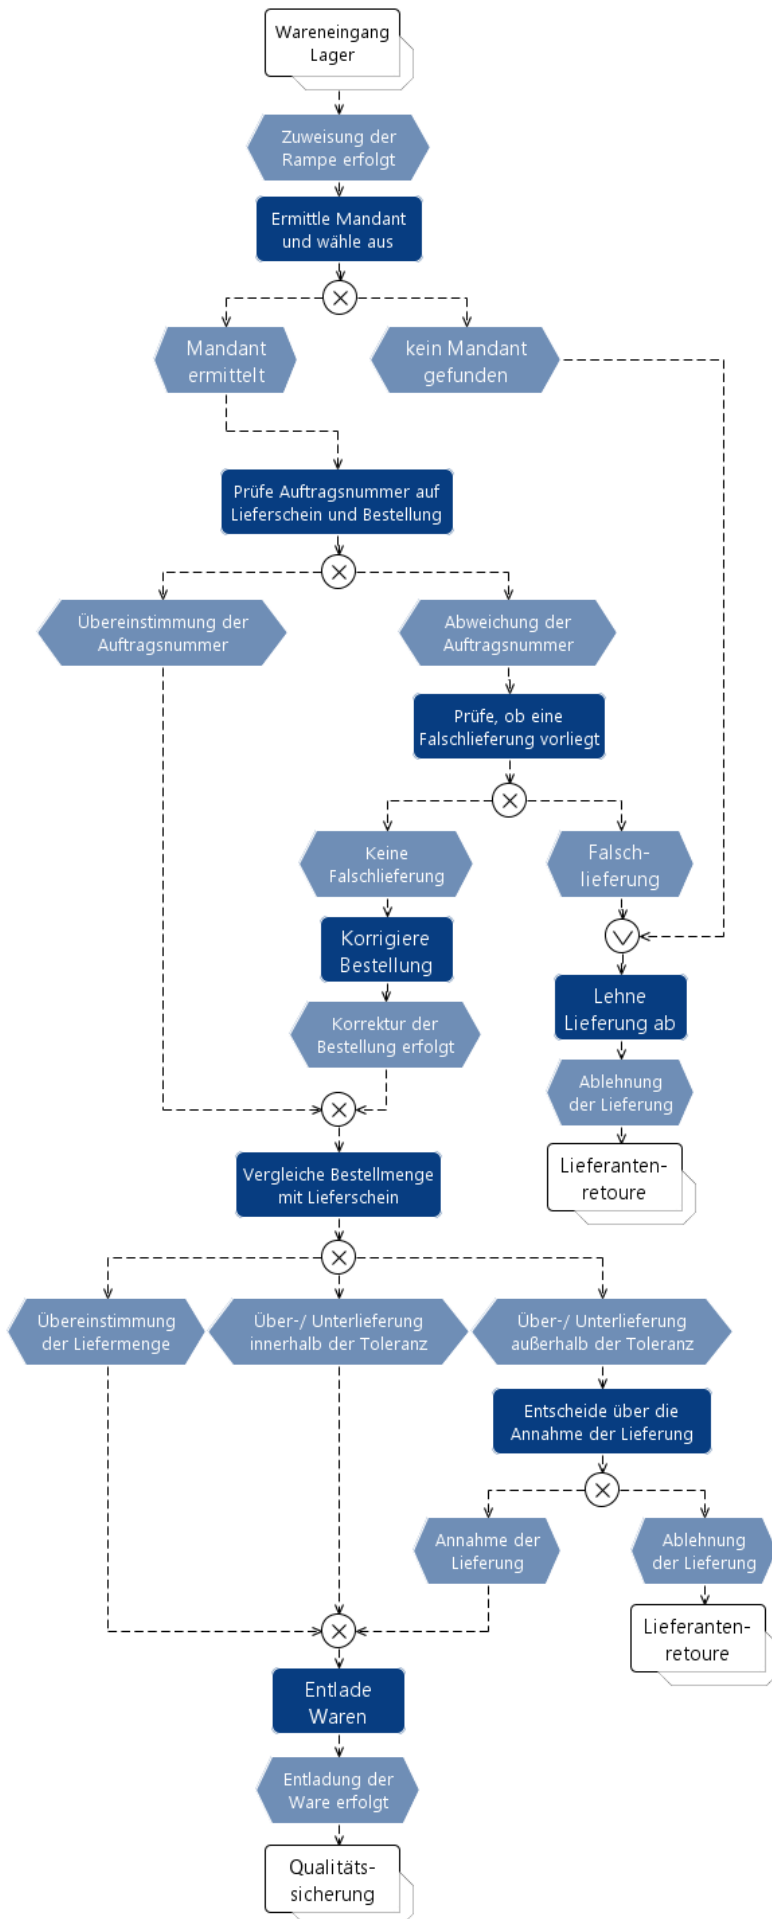 Wareneingang
Lager
Zuweisung der
Rampe erfolgt
Ermittle Mandant
und wähle aus
Mandant
ermittelt
kein Mandant
gefunden
Prüfe Auftragsnummer auf
Lieferschein und Bestellung
Übereinstimmung der
Auftragsnummer
Abweichung der
Auftragsnummer
Prüfe, ob eine
Falschlieferung vorliegt
Keine
Falschlieferung
Falsch-
lieferung
Korrigiere
Bestellung
Lehne
Lieferung ab
Korrektur der
Bestellung erfolgt
Ablehnung
der Lieferung
Vergleiche Bestellmenge
mit Lieferschein
Lieferanten-
retoure
Übereinstimmung
der Liefermenge
Über-/ Unterlieferung
innerhalb der Toleranz
Über-/ Unterlieferung
außerhalb der Toleranz
Entscheide über die
Annahme der Lieferung
Annahme der
Lieferung
Ablehnung
der Lieferung
Lieferanten-
retoure
Entlade
Waren
Entladung der
Ware erfolgt
Qualitäts-
sicherung